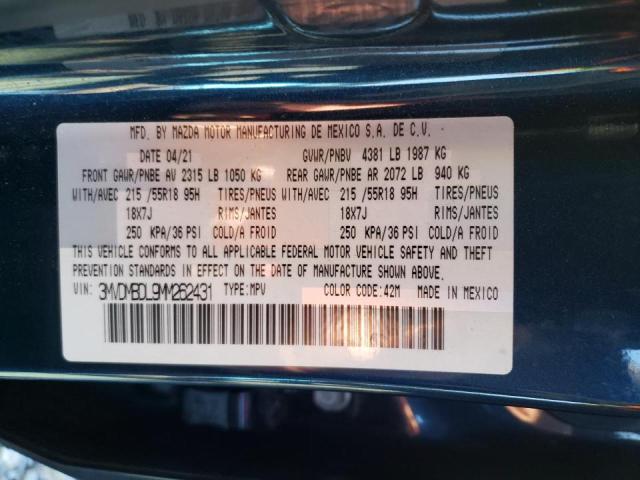 MFD. BY MAZDA MOTOR MANUFACTURING DE MEXICO S.A. DE C.V.
DATE 04/21 GVWR/PNBV 4381 LB 1987 KG
FRONT GAWR/PNBE AV 2315 LB 1050 KG REAR GAWR/PNBE AR 2072 LB 940 KG
WITH/AVEC 215 /55R18 95H TIRES/PNEUS WITH/AVEC 215 /55R18 95H TIRES/PNEUS
18X7J RIMS/JANTES 18X7J RIMS/JANTES
250 KPA/36 PSI COLD/A FROID 250 KPA/36 PSI COLD/A FROID
THIS VEHICLE CONFORMS TO ALL APPLICABLE FEDERAL MOTOR VEHICLE SAFETY AND THEFT
PREVENTION STANDARDS IN EFFECT ON THE DATE OF MANUFACTURE SHOWN ABOVE.
VIN: 3MVDMBDL9MM262431 TYPE:MPV COLOR CODE:42M MADE IN MEXICO